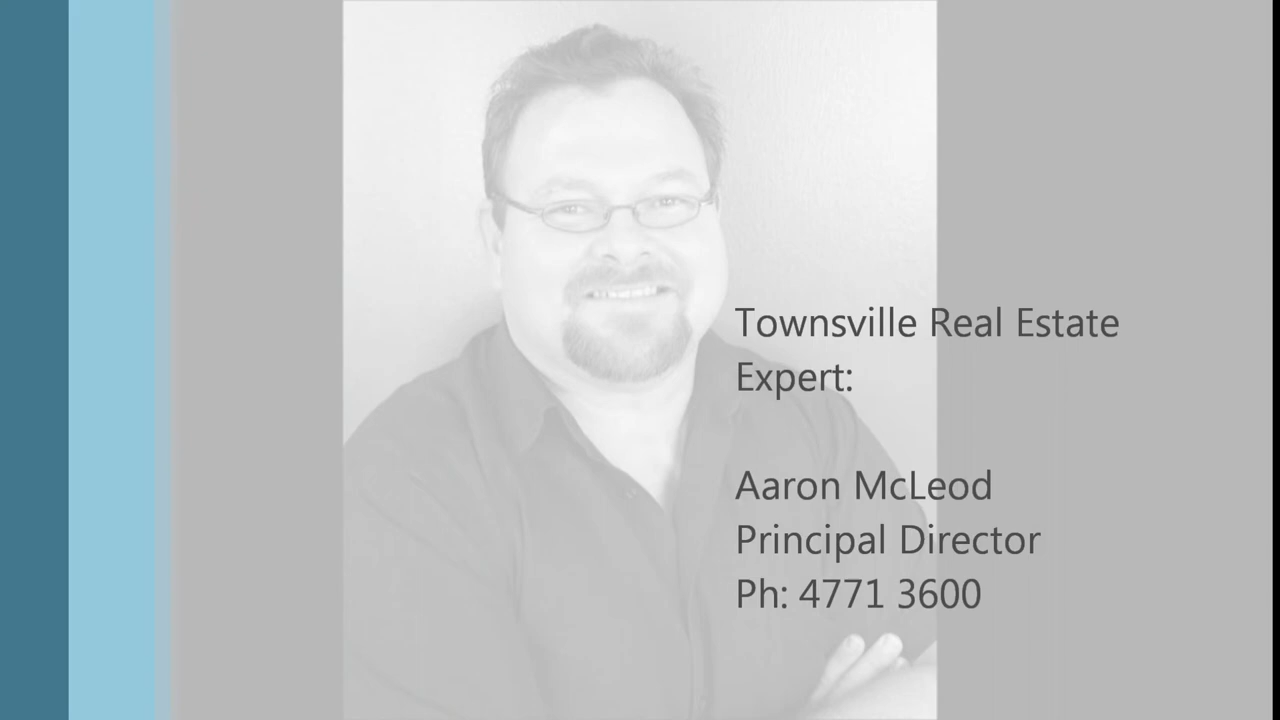 Townsville Real Estate
Expert:
Aaron McLeod
Principal Director
Ph: 4771 3600